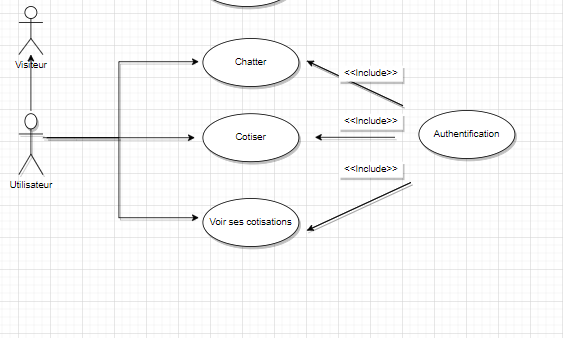 Visiteur
Chatter
<<Include>>
<<Include>>
Cotiser
Authentification
<<Include>>
Utilisateur
Voir ses cotisations